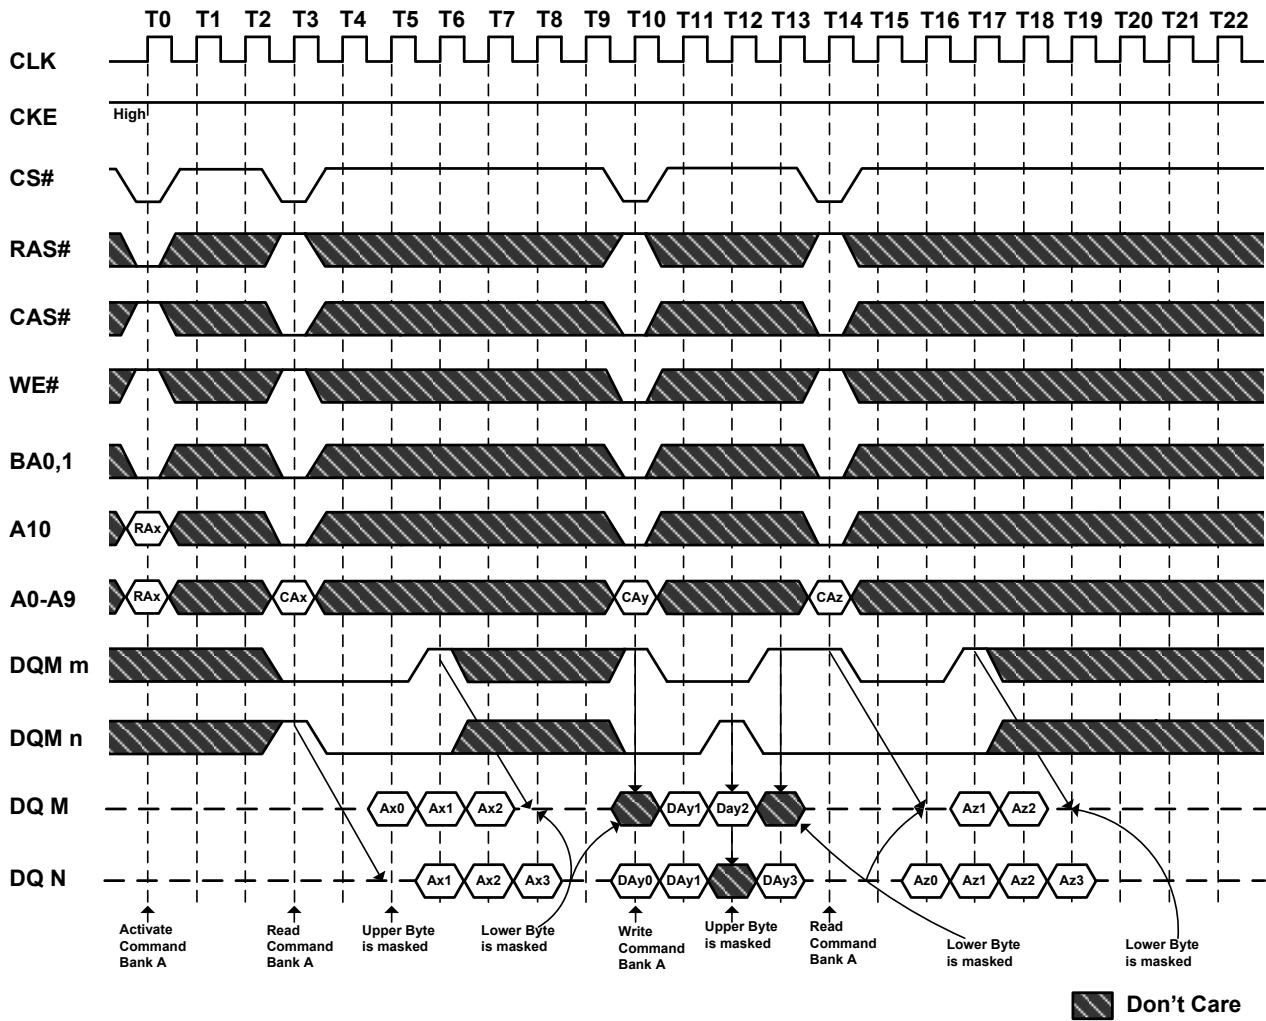 T0 T1 T2 T3 T4 T5 T6 T7 T8 T9 T10 T11 T12 T13 T14 T15 T16 T17 T18 T19 T20 T21 T22
CLK
CKE High
CS#
RAS#
CAS#
WE#
BA0,1
A10 RAx
A0-A9 RAx CAx CAy CAz
DQM m
DQM n
DQ M Ax0 Ax1 Ax2 DAy1 Day2 Az1 Az2
DQ N Ax1 Ax2 Ax3 DAy0 DAy1 DAy3 Az0 Az1 Az2 Az3
Activate
Command
Bank A
Read
Command
Bank A
Upper Byte
is masked
Lower Byte
is masked
Write
Command
Bank A
Upper Byte
is masked
Read
Command
Bank A
Lower Byte
is masked
Lower Byte
is masked
Don't Care